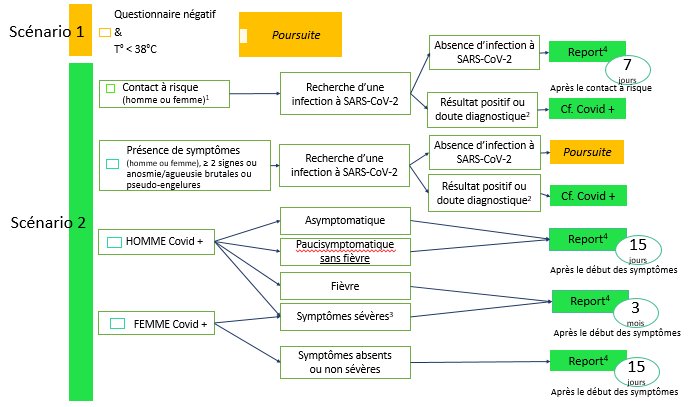 Scénario 1
Questionnaire négatif
&
T° < 38°C
Poursuite
Scénario 2
Contact à risque
(homme ou femme)1
Recherche d'une
infection à SARS-CoV-2
Absence d'infection à
SARS-CoV-2
Report4
7
jours
Après le contact à risque
Résultat positif ou
doute diagnostique2
Cf. Covid +
Présence de symptômes
(homme ou femme), ≥ 2 signes ou
anosmie/agueusie brutales ou
pseudo-engelures
Recherche d'une
infection à SARS-CoV-2
Absence d'infection à
SARS-CoV-2
Poursuite
Résultat positif ou
doute diagnostique2
Cf. Covid +
HOMME Covid +
Asymptomatique
Paucisymptomatique
sans fièvre
Report4
15
jours
Après le début des symptômes
Fièvre
Symptômes sévères3
Report4
3
mois
Après le début des symptômes
FEMME Covid +
Symptômes absents
ou non sévères
Report4
15
jours
Après le début des symptômes